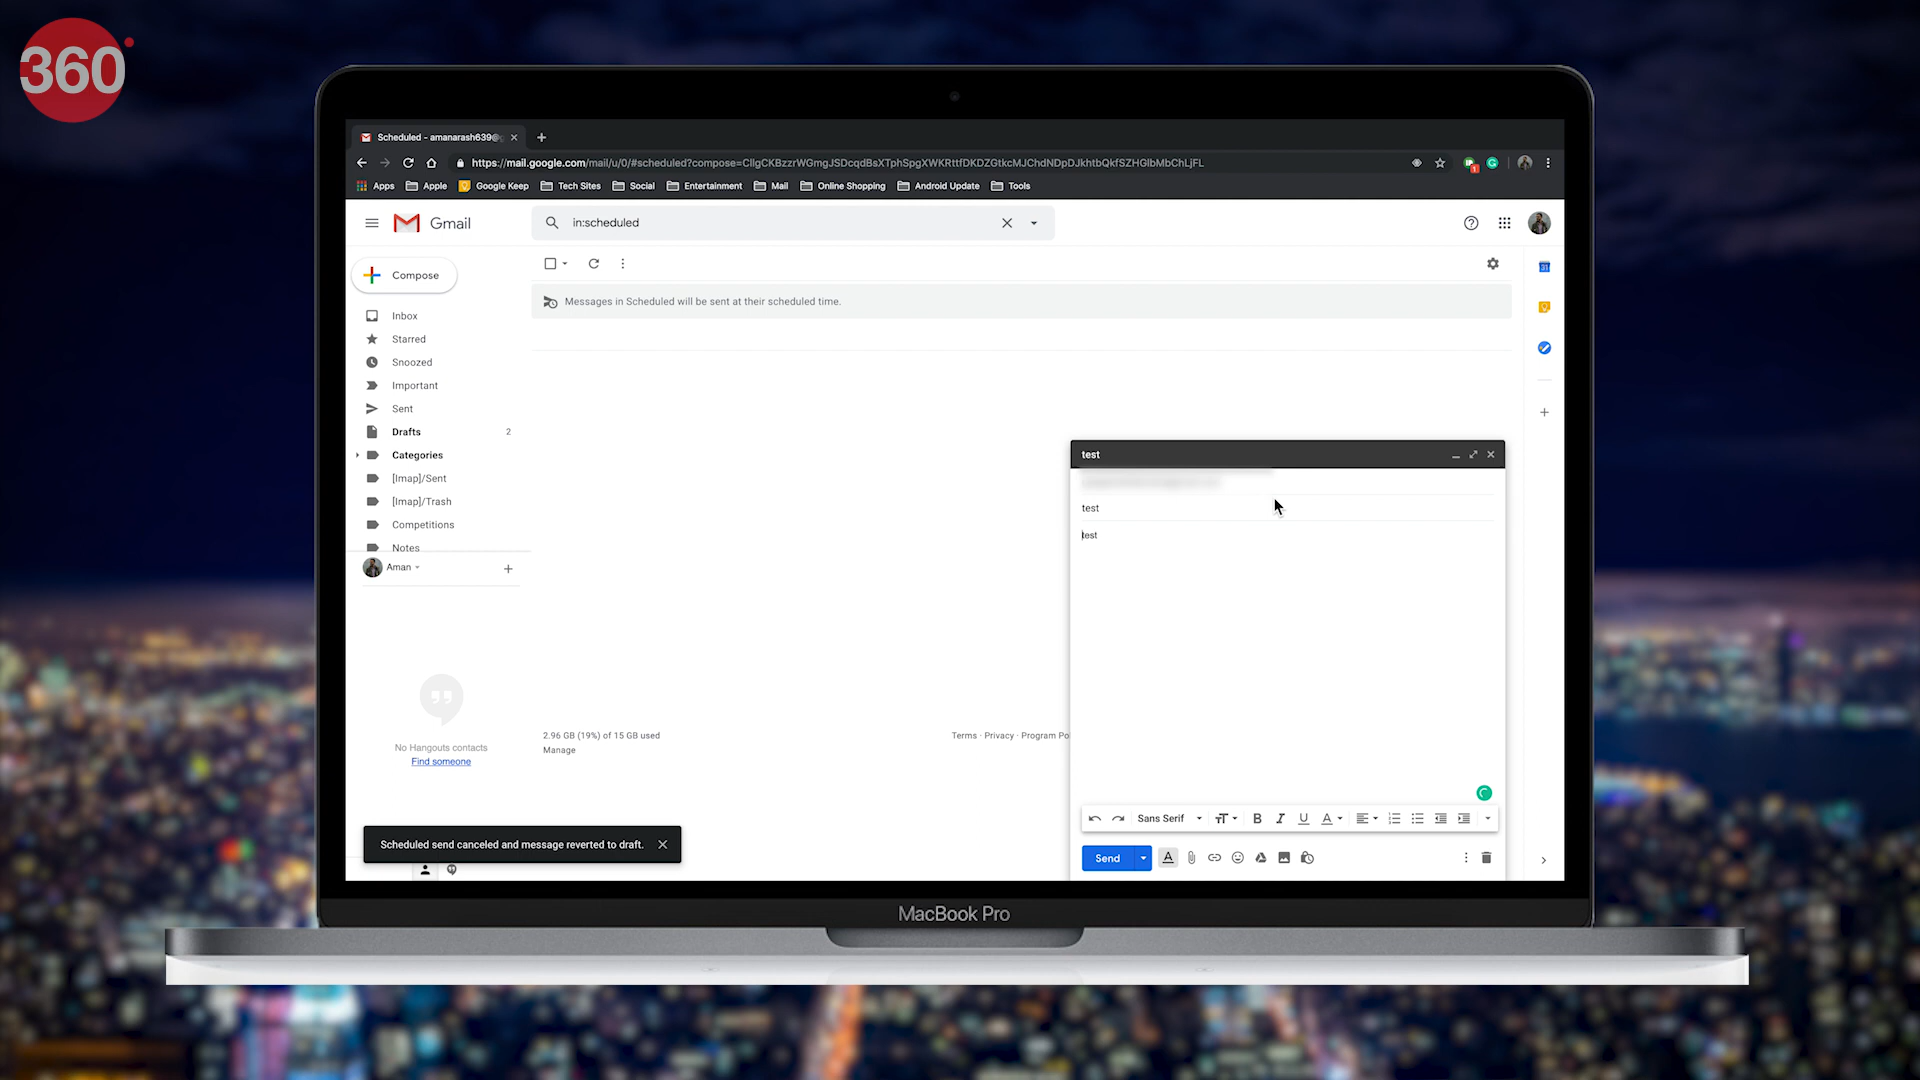 360
Scheduled - amanarash639@
https://mail.google.com/mail/u/0/#scheduled?compose=CllgCKBzzrWGmgJSDcqdBsXTphSpgXWKRttfDKDZGtkcMJChdNDpDJkhtbQkfSZHGlbMbChLjFL
Apps Apple Google Keep Tech Sites Social Entertainment Mail Online Shopping Android Update Tools
Gmail
in:scheduled
Compose
Messages in Scheduled will be sent at their scheduled time.
Inbox
Starred
Snoozed
Important
Sent
Drafts 2
Categories
[Imap]/Sent
[Imap]/Trash
Competitions
Notes
Aman
No Hangouts contacts
Find someone
2.96 GB (19%) of 15 GB used
Manage
Terms · Privacy · Program Po
test
test
test
Sans Serif
Send
Scheduled send canceled and message reverted to draft.
MacBook Pro